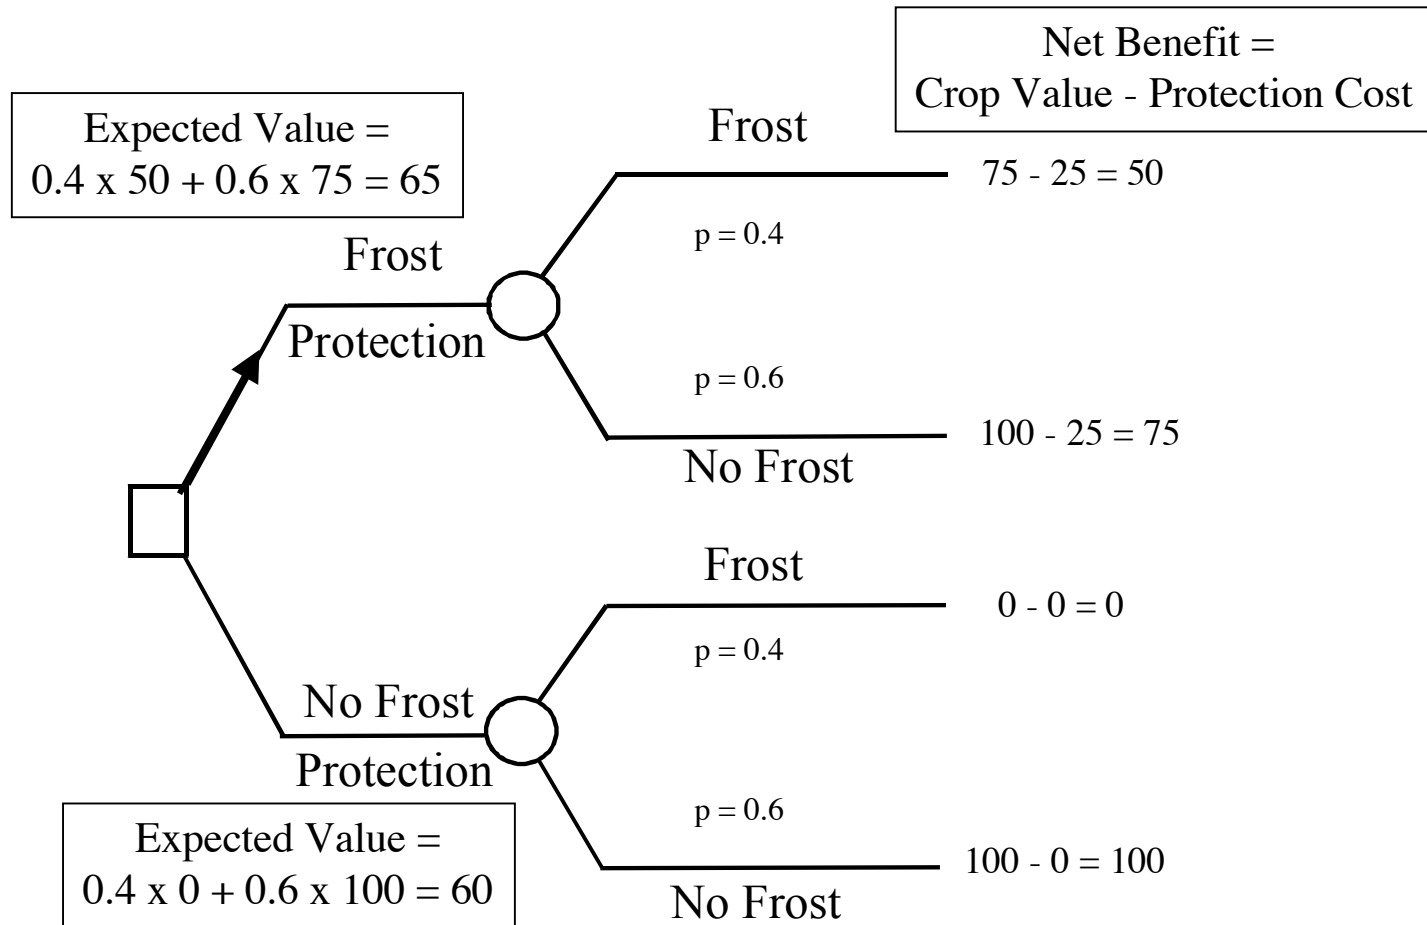 Net Benefit =
Crop Value - Protection Cost
Expected Value =
0.4 x 50 + 0.6 x 75 = 65
Frost
75 - 25 = 50
p = 0.4
Frost
Protection
p = 0.6
100 - 25 = 75
No Frost
Frost
0 - 0 = 0
p = 0.4
No Frost
Protection
p = 0.6
Expected Value =
0.4 x 0 + 0.6 x 100 = 60
100 - 0 = 100
No Frost